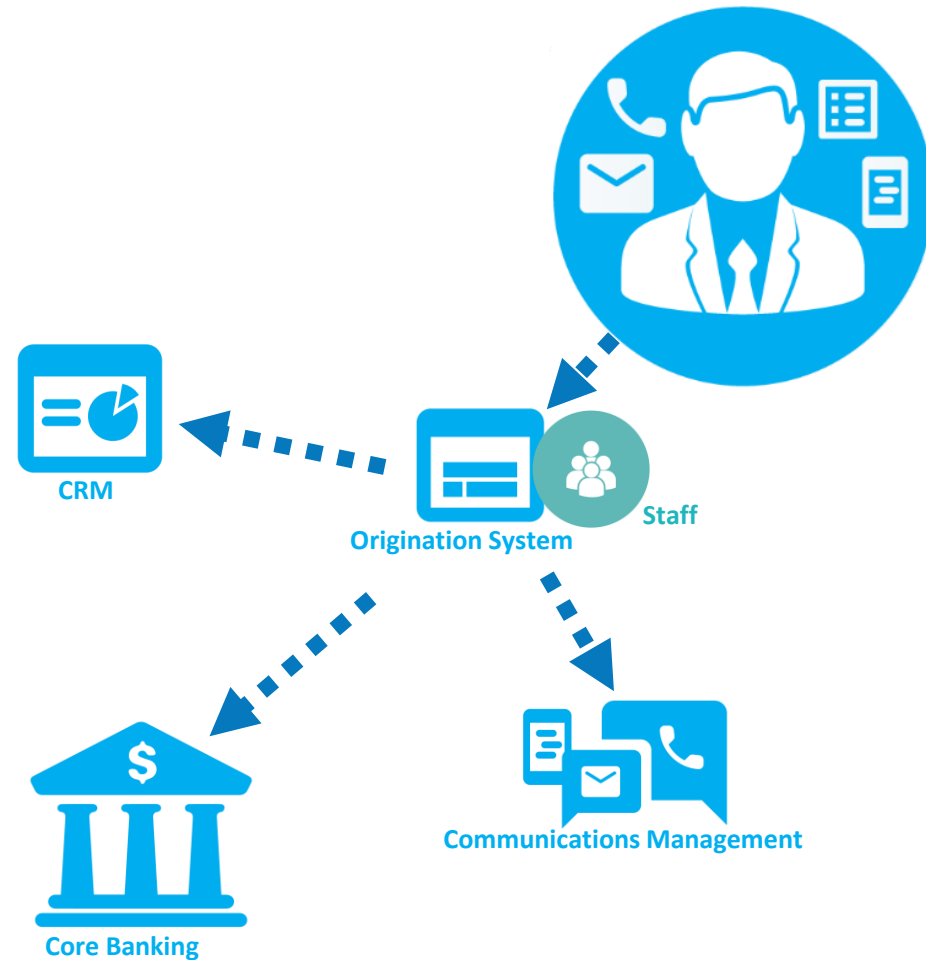 CRM
Staff
Origination System
$
Communications Management
Core Banking